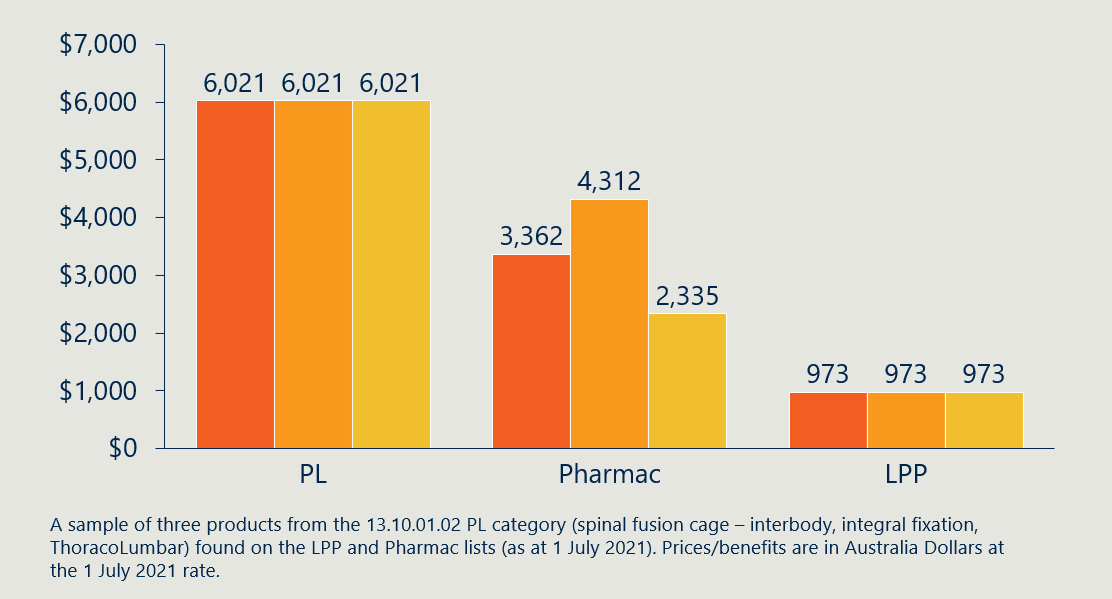 $7,000
6,021 6,021 6,021
$6,000
$5,000
4,312
$4,000
3,362
$3,000
2,335
$2,000
973 973 973
$1,000
$0
PL Pharmac LPP
A sample of three products from the 13.10.01.02 PL category (spinal fusion cage – interbody, integral fixation,
ThoracoLumbar) found on the LPP and Pharmac lists (as at 1 July 2021). Prices/benefits are in Australia Dollars at
the 1 July 2021 rate.